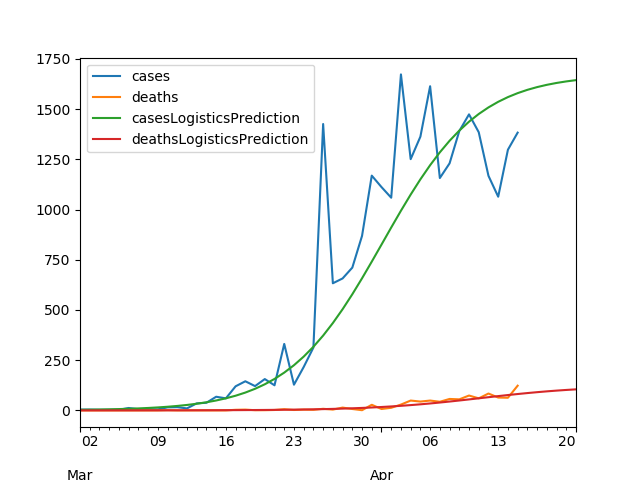 1750
1500
1250
1000
750
500
250
0
cases
deaths
casesLogisticsPrediction
deathsLogisticsPrediction
02 09 16 23 30 06 13 20
Mar Apr